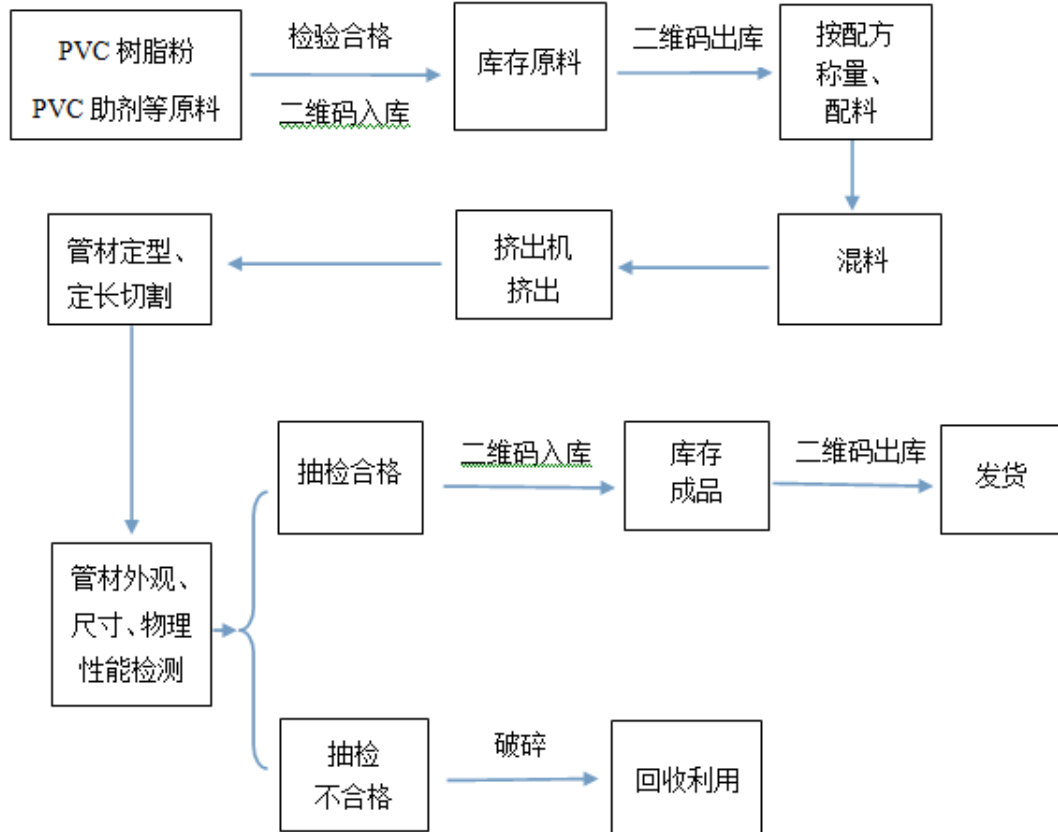 PVC 树脂粉
PVC 助剂等原料
检验合格
二维码入库
库存原料
二维码出库
按配方
称量、
配料
混料
挤出机
挤出
管材定型、
定长切割
管材外观、
尺寸、物理
性能检测
抽检合格
二维码入库
库存
成品
二维码出库
发货
抽检
不合格
破碎
回收利用